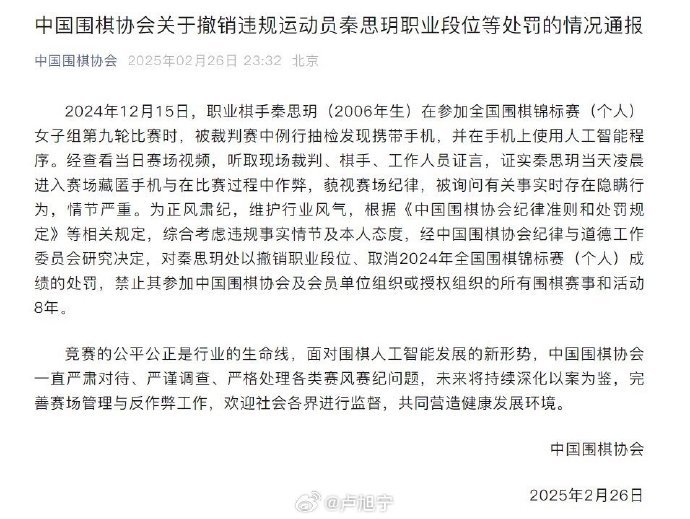 中国围棋协会关于撤销违规运动员秦思玥职业段位等处罚的情况通报
中国围棋协会 2025年02月26日 23:32 北京
2024年12月15日，职业棋手秦思玥（2006年生）在参加全国围棋锦标赛（个人）
女子组第九轮比赛时，被裁判赛中例行抽检发现携带手机，并在手机上使用人工智能
程序。经查看当日赛场视频，听取现场裁判、棋手、工作人员证言，证实秦思玥当天凌晨
进入赛场藏匿手机与在比赛过程中作弊，藐视赛场纪律，被询问有关事实时存在隐瞒行
为，情节严重。为正风肃纪，维护行业风气，根据《中国围棋协会纪律准则和处罚规
定》等相关规定，综合考虑违规事实情节及本人态度，经中国围棋协会纪律与道德工作
委员会研究决定，对秦思玥处以撤销职业段位、取消2024年全国围棋锦标赛（个人）成
绩的处罚，禁止其参加中国围棋协会及会员单位组织或授权组织的所有围棋赛事和活动
8年。
竞赛的公平公正是行业的生命线，面对围棋人工智能发展的新形势，中国围棋协会
一直严肃对待、严谨调查、严格处理各类赛风赛纪问题，未来将持续深化以案为鉴，完
善赛场管理与反作弊工作，欢迎社会各界进行监督，共同营造健康发展环境。
中国围棋协会
2025年2月26日
@卢旭宁